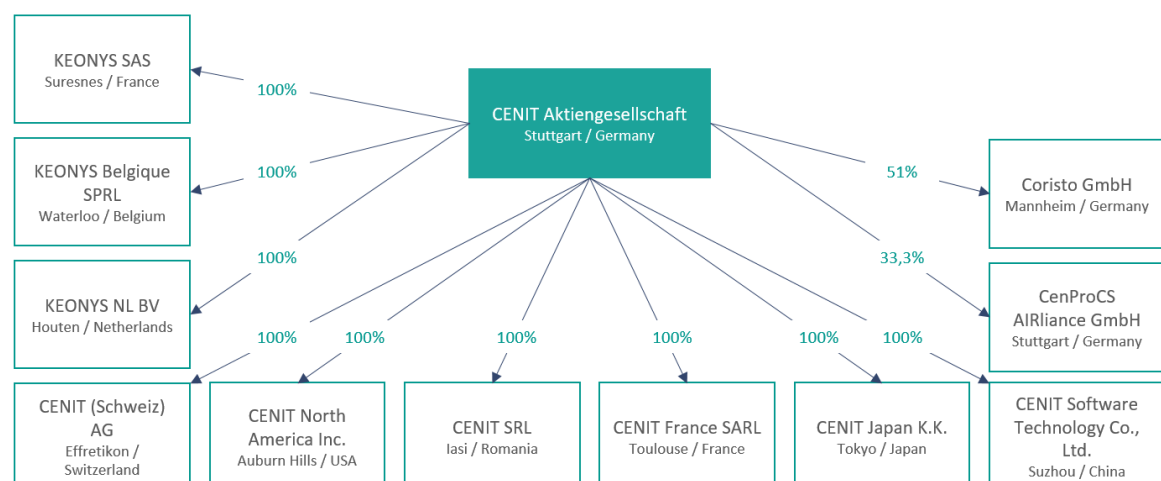 KEONYS SAS
Suresnes / France
100%
CENIT Aktiengesellschaft
Stuttgart / Germany
KEONYS Belgique
SPRL
Waterloo / Belgium
100%
51%
Coristo GmbH
Mannheim / Germany
KEONYS NL BV
Houten / Netherlands
100%
33,3%
CenProCS
AIRliance GmbH
Stuttgart / Germany
100%
100%
100%
100%
100%
100%
CENIT (Schweiz)
AG
Effretikon /
Switzerland
CENIT North
America Inc.
Auburn Hills / USA
CENIT SRL
Iasi / Romania
CENIT France SARL
Toulouse / France
CENIT Japan K.K.
Tokyo / Japan
CENIT Software
Technology Co.,
Ltd.
Suzhou / China